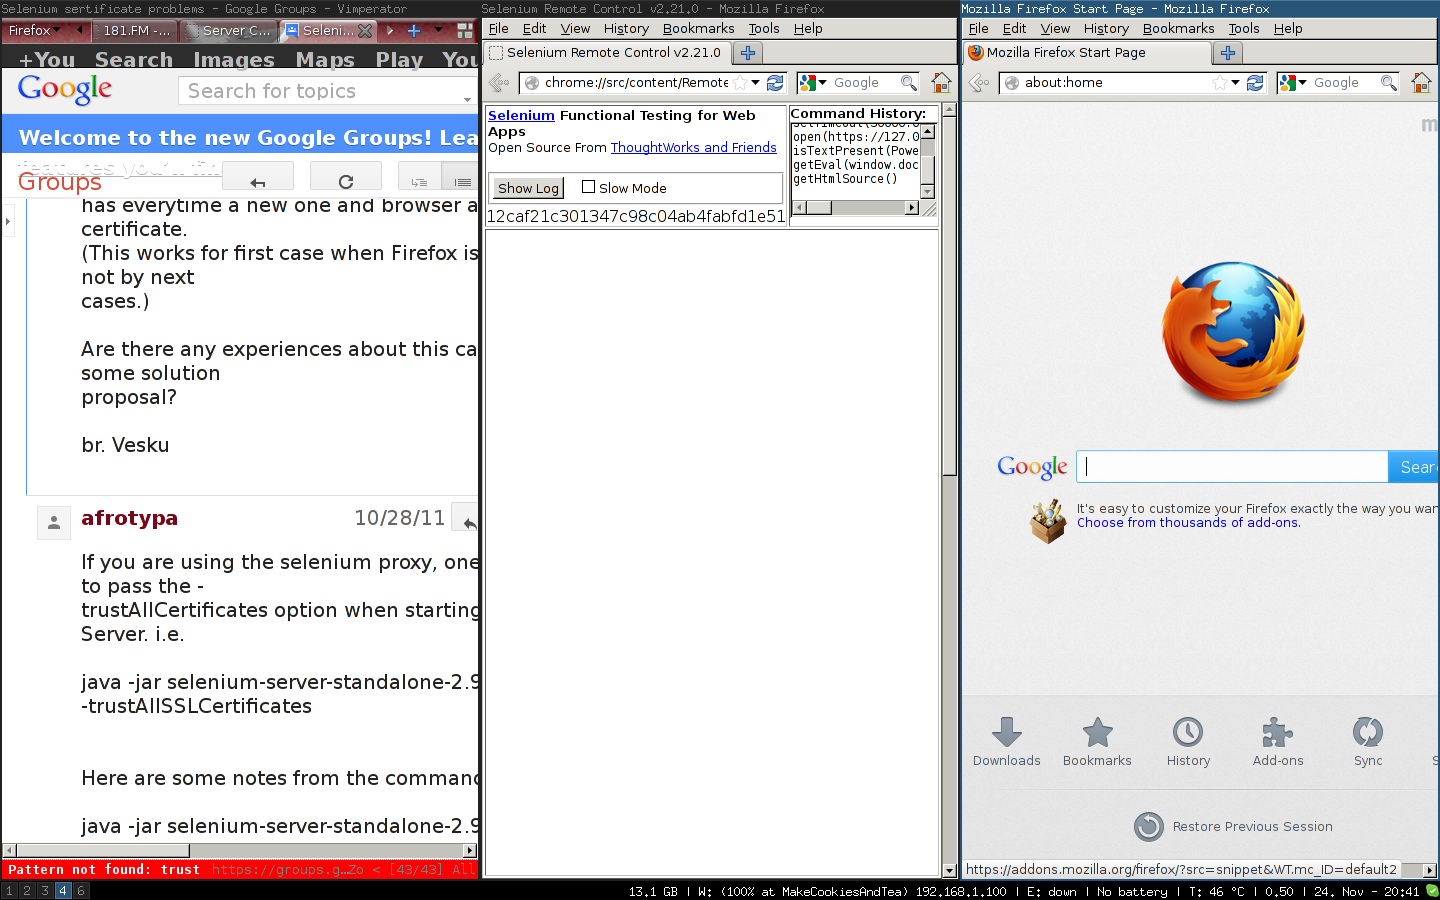 Selenium sertificate problems - Google Groups - Vimperator
Firefox
181.FM -...
Server C...
Seleni...
+You Search Images Maps Play You
Google
Search for topics
Welcome to the new Google Groups! Lea
features you'll fin
Groups
has everytime a new one and browser a
certificate.
(This works for first case when Firefox is
not by next
cases.)
Are there any experiences about this ca
some solution
proposal?
br. Vesku
afrotypa
10/28/11
If you are using the selenium proxy, one
to pass the -
trustAllCertificates option when starting
Server. i.e.
java -jar selenium-server-standalone-2.9
-trustAllSSLCertificates
Here are some notes from the command
java -jar selenium-server-standalone-2.9
Pattern not found: trust https://groups.g…Zo < [43/43] All
Selenium Remote Control v2.21.0 - Mozilla Firefox
File Edit View History Bookmarks Tools Help
Selenium Remote Control v2.21.0
chrome://src/content/Remote
Google
Selenium Functional Testing for Web
Apps
Open Source From ThoughtWorks and Friends
Show Log
Slow Mode
12caf21c301347c98c04ab4fabfd1e51
Command History:
open(https://127.0
isTextPresent(Powe
getEval(window.doc
getHtmlSource()
Mozilla Firefox Start Page - Mozilla Firefox
File Edit View History Bookmarks Tools Help
Mozilla Firefox Start Page
about:home
Google
m
Google
Sear
It's easy to customize your Firefox exactly the way you wan
Choose from thousands of add-ons.
Downloads
Bookmarks
History
Add-ons
Sync
S
Restore Previous Session
https://addons.mozilla.org/firefox/?src=snippet&WT.mc_ID=default2
1 2 3 4 6
13.1 GB | W: (100% at MakeCookiesAndTea) 192.168.1.100 | E: down | No battery | T: 46 °C | 0.50 | 24. Nov - 20:41